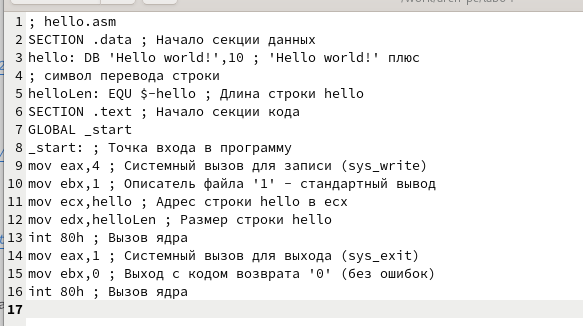 1 ; hello.asm
2 SECTION .data ; Начало секции данных
3 hello: DB 'Hello world!',10 ; 'Hello world!' плюс
4 ; символ перевода строки
5 helloLen: EQU $-hello ; Длина строки hello
6 SECTION .text ; Начало секции кода
7 GLOBAL _start
8 _start: ; Точка входа в программу
9 mov eax,4 ; Системный вызов для записи (sys_write)
10 mov ebx,1 ; Описатель файла '1' - стандартный вывод
11 mov ecx,hello ; Адрес строки hello в ecx
12 mov edx,helloLen ; Размер строки hello
13 int 80h ; Вызов ядра
14 mov eax,1 ; Системный вызов для выхода (sys_exit)
15 mov ebx,0 ; Выход с кодом возврата '0' (без ошибок)
16 int 80h ; Вызов ядра
17